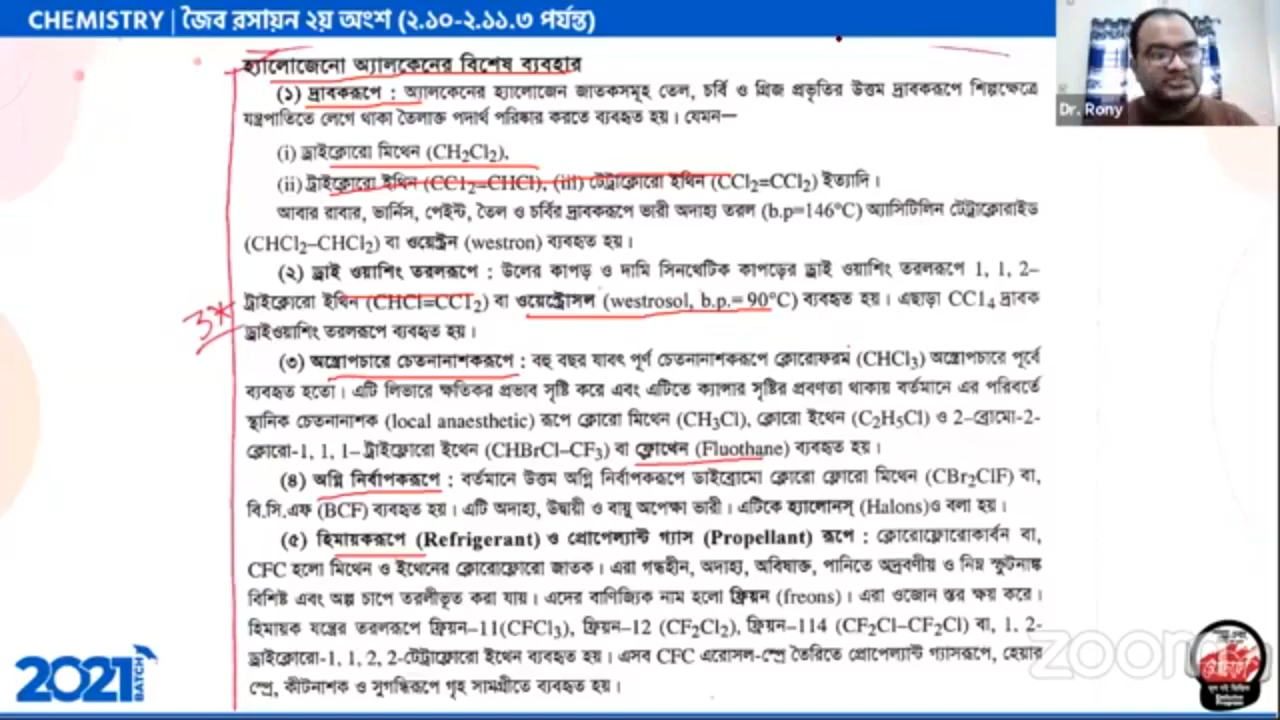 CHEMISTRY | জৈব রসায়ন ২য় অংশ (২.১০-২.১১.৩ পর্যন্ত)
Dr. Rony
হ্যালোজেনো অ্যালকেনের বিশেষ ব্যবহার
(১) দ্রাবকরূপে : অ্যালকেনের হ্যালোজেন জাতকসমূহ তেল, চর্বি ও গ্রিজ প্রভৃতির উত্তম দ্রাবকরূপে শিল্পক্ষেত্রে
যন্ত্রপাতিতে লেগে থাকা তৈলাক্ত পদার্থ পরিষ্কার করতে ব্যবহৃত হয়। যেমন—
(i) ড্রাইক্লোরো মিথেন (CH₂Cl₂),
(ii) ট্রাইক্লোরো ইথিন (CCl₂=CHCl), (iii) টেট্রাক্লোরো ইথিন (CCl₂=CCl₂) ইত্যাদি।
আবার রাবার, ভার্নিস, পেইন্ট, তৈল ও চর্বির দ্রাবকরূপে ভারী অদাহ্য তরল (b.p=146°C) অ্যাসিটিলিন টেট্রাক্লোরাইড
(CHCl₂–CHCl₂) বা ওয়েস্ট্রন (westron) ব্যবহৃত হয়।
(২) ড্রাই ওয়াশিং তরলরূপে : উলের কাপড় ও দামি সিনথেটিক কাপড়ের ড্রাই ওয়াশিং তরলরূপে 1, 1, 2–
3* ট্রাইক্লোরো ইথিন (CHCl=CCl₂) বা ওয়েস্ট্রোসল (westrosol, b.p.= 90°C) ব্যবহৃত হয়। এছাড়া CCl₄ দ্রাবক
ড্রাইওয়াশিং তরলরূপে ব্যবহৃত হয়।
(৩) অস্ত্রোপচারে চেতনানাশকরূপে : বহু বছর যাবৎ পূর্ণ চেতনানাশকরূপে ক্লোরোফরম (CHCl₃) অস্ত্রোপচারে পূর্বে
ব্যবহৃত হতো। এটি লিভারে ক্ষতিকর প্রভাব সৃষ্টি করে এবং এটিতে ক্যান্সার সৃষ্টির প্রবণতা থাকায় বর্তমানে এর পরিবর্তে
স্থানিক চেতনানাশক (local anaesthetic) রূপে ক্লোরো মিথেন (CH₃Cl), ক্লোরো ইথেন (C₂H₅Cl) ও 2–ব্রোমো-2-
ক্লোরো-1, 1, 1– ট্রাইফ্লোরো ইথেন (CHBrCl–CF₃) বা ফ্লোথেন (Fluothane) ব্যবহৃত হয়।
(৪) অগ্নি নির্বাপকরূপে : বর্তমানে উত্তম অগ্নি নির্বাপকরূপে ডাইব্রোমো ক্লোরো ফ্লোরো মিথেন (CBr₂ClF) বা,
বি.সি.এফ (BCF) ব্যবহৃত হয়। এটি অদাহ্য, উদ্বায়ী ও বায়ু অপেক্ষা ভারী। এটিকে হ্যালোনস্ (Halons)ও বলা হয়।
(৫) হিমায়করূপে (Refrigerant) ও প্রোপেল্যান্ট গ্যাস (Propellant) রূপে : ক্লোরোফ্লোরোকার্বন বা,
CFC হলো মিথেন ও ইথেনের ক্লোরোফ্লোরো জাতক। এরা গন্ধহীন, অদাহ্য, অবিষাক্ত, পানিতে অদ্রবণীয় ও নিম্ন স্ফুটনাঙ্ক
বিশিষ্ট এবং অল্প চাপে তরলীভূত করা যায়। এদের বাণিজ্যিক নাম হলো ফ্রিয়ন (freons)। এরা ওজোন স্তর ক্ষয় করে।
হিমায়ক যন্ত্রের তরলরূপে ফ্রিয়ন–11(CFCl₃), ফ্রিয়ন–12 (CF₂Cl₂), ফ্রিয়ন–114 (CF₂Cl–CF₂Cl) বা, 1, 2-
ড্রাইক্লোরো-1, 1, 2, 2-টেট্রাফ্লোরো ইথেন ব্যবহৃত হয়। এসব CFC এরোসল-স্প্রে তৈরিতে প্রোপেল্যান্ট গ্যাসরূপে, হেয়ার
স্প্রে, কীটনাশক ও সুগন্ধিরূপে গৃহ সামগ্রীতে ব্যবহৃত হয়।
zoom
2021 BATCH